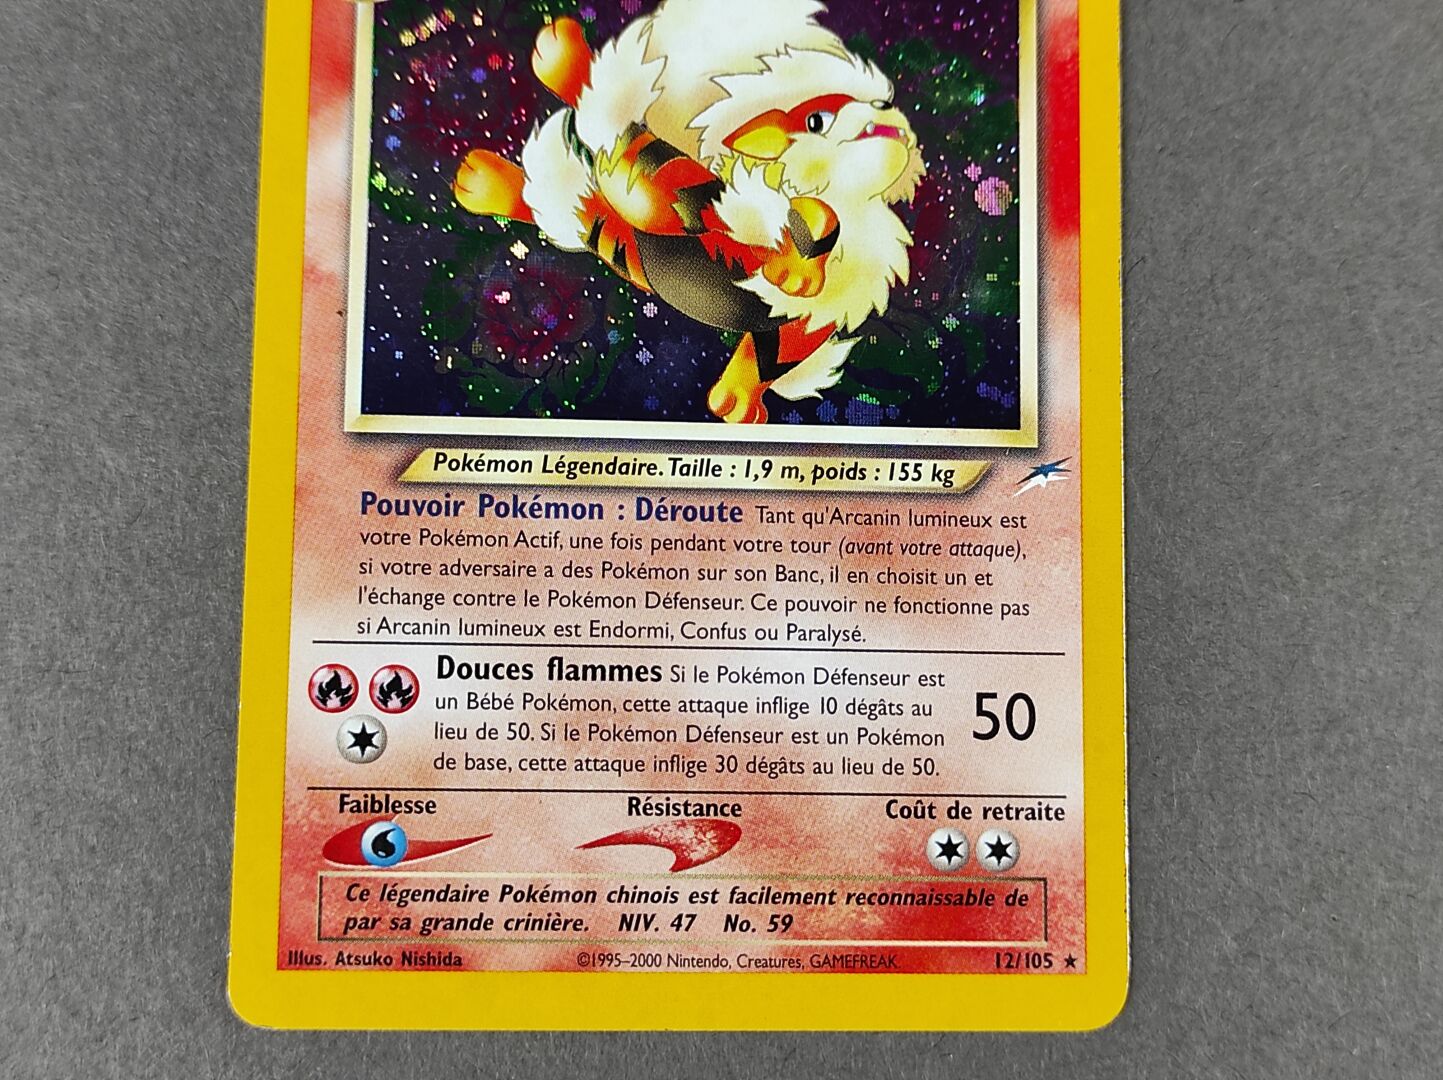 Pokémon Légendaire. Taille : 1,9 m, poids : 155 kg
Pouvoir Pokémon : Déroute Tant qu'Arcanin lumineux est
votre Pokémon Actif, une fois pendant votre tour (avant votre attaque),
si votre adversaire a des Pokémon sur son Banc, il en choisit un et
l'échange contre le Pokémon Défenseur. Ce pouvoir ne fonctionne pas
si Arcanin lumineux est Endormi, Confus ou Paralysé.
Douces flammes Si le Pokémon Défenseur est
un Bébé Pokémon, cette attaque inflige 10 dégâts au
lieu de 50. Si le Pokémon Défenseur est un Pokémon
de base, cette attaque inflige 30 dégâts au lieu de 50.
50
Faiblesse Résistance Coût de retraite
Ce légendaire Pokémon chinois est facilement reconnaissable de
par sa grande crinière. NIV. 47 No. 59
Illus. Atsuko Nishida ©1995–2000 Nintendo, Creatures, GAMEFREAK 12/105 ★